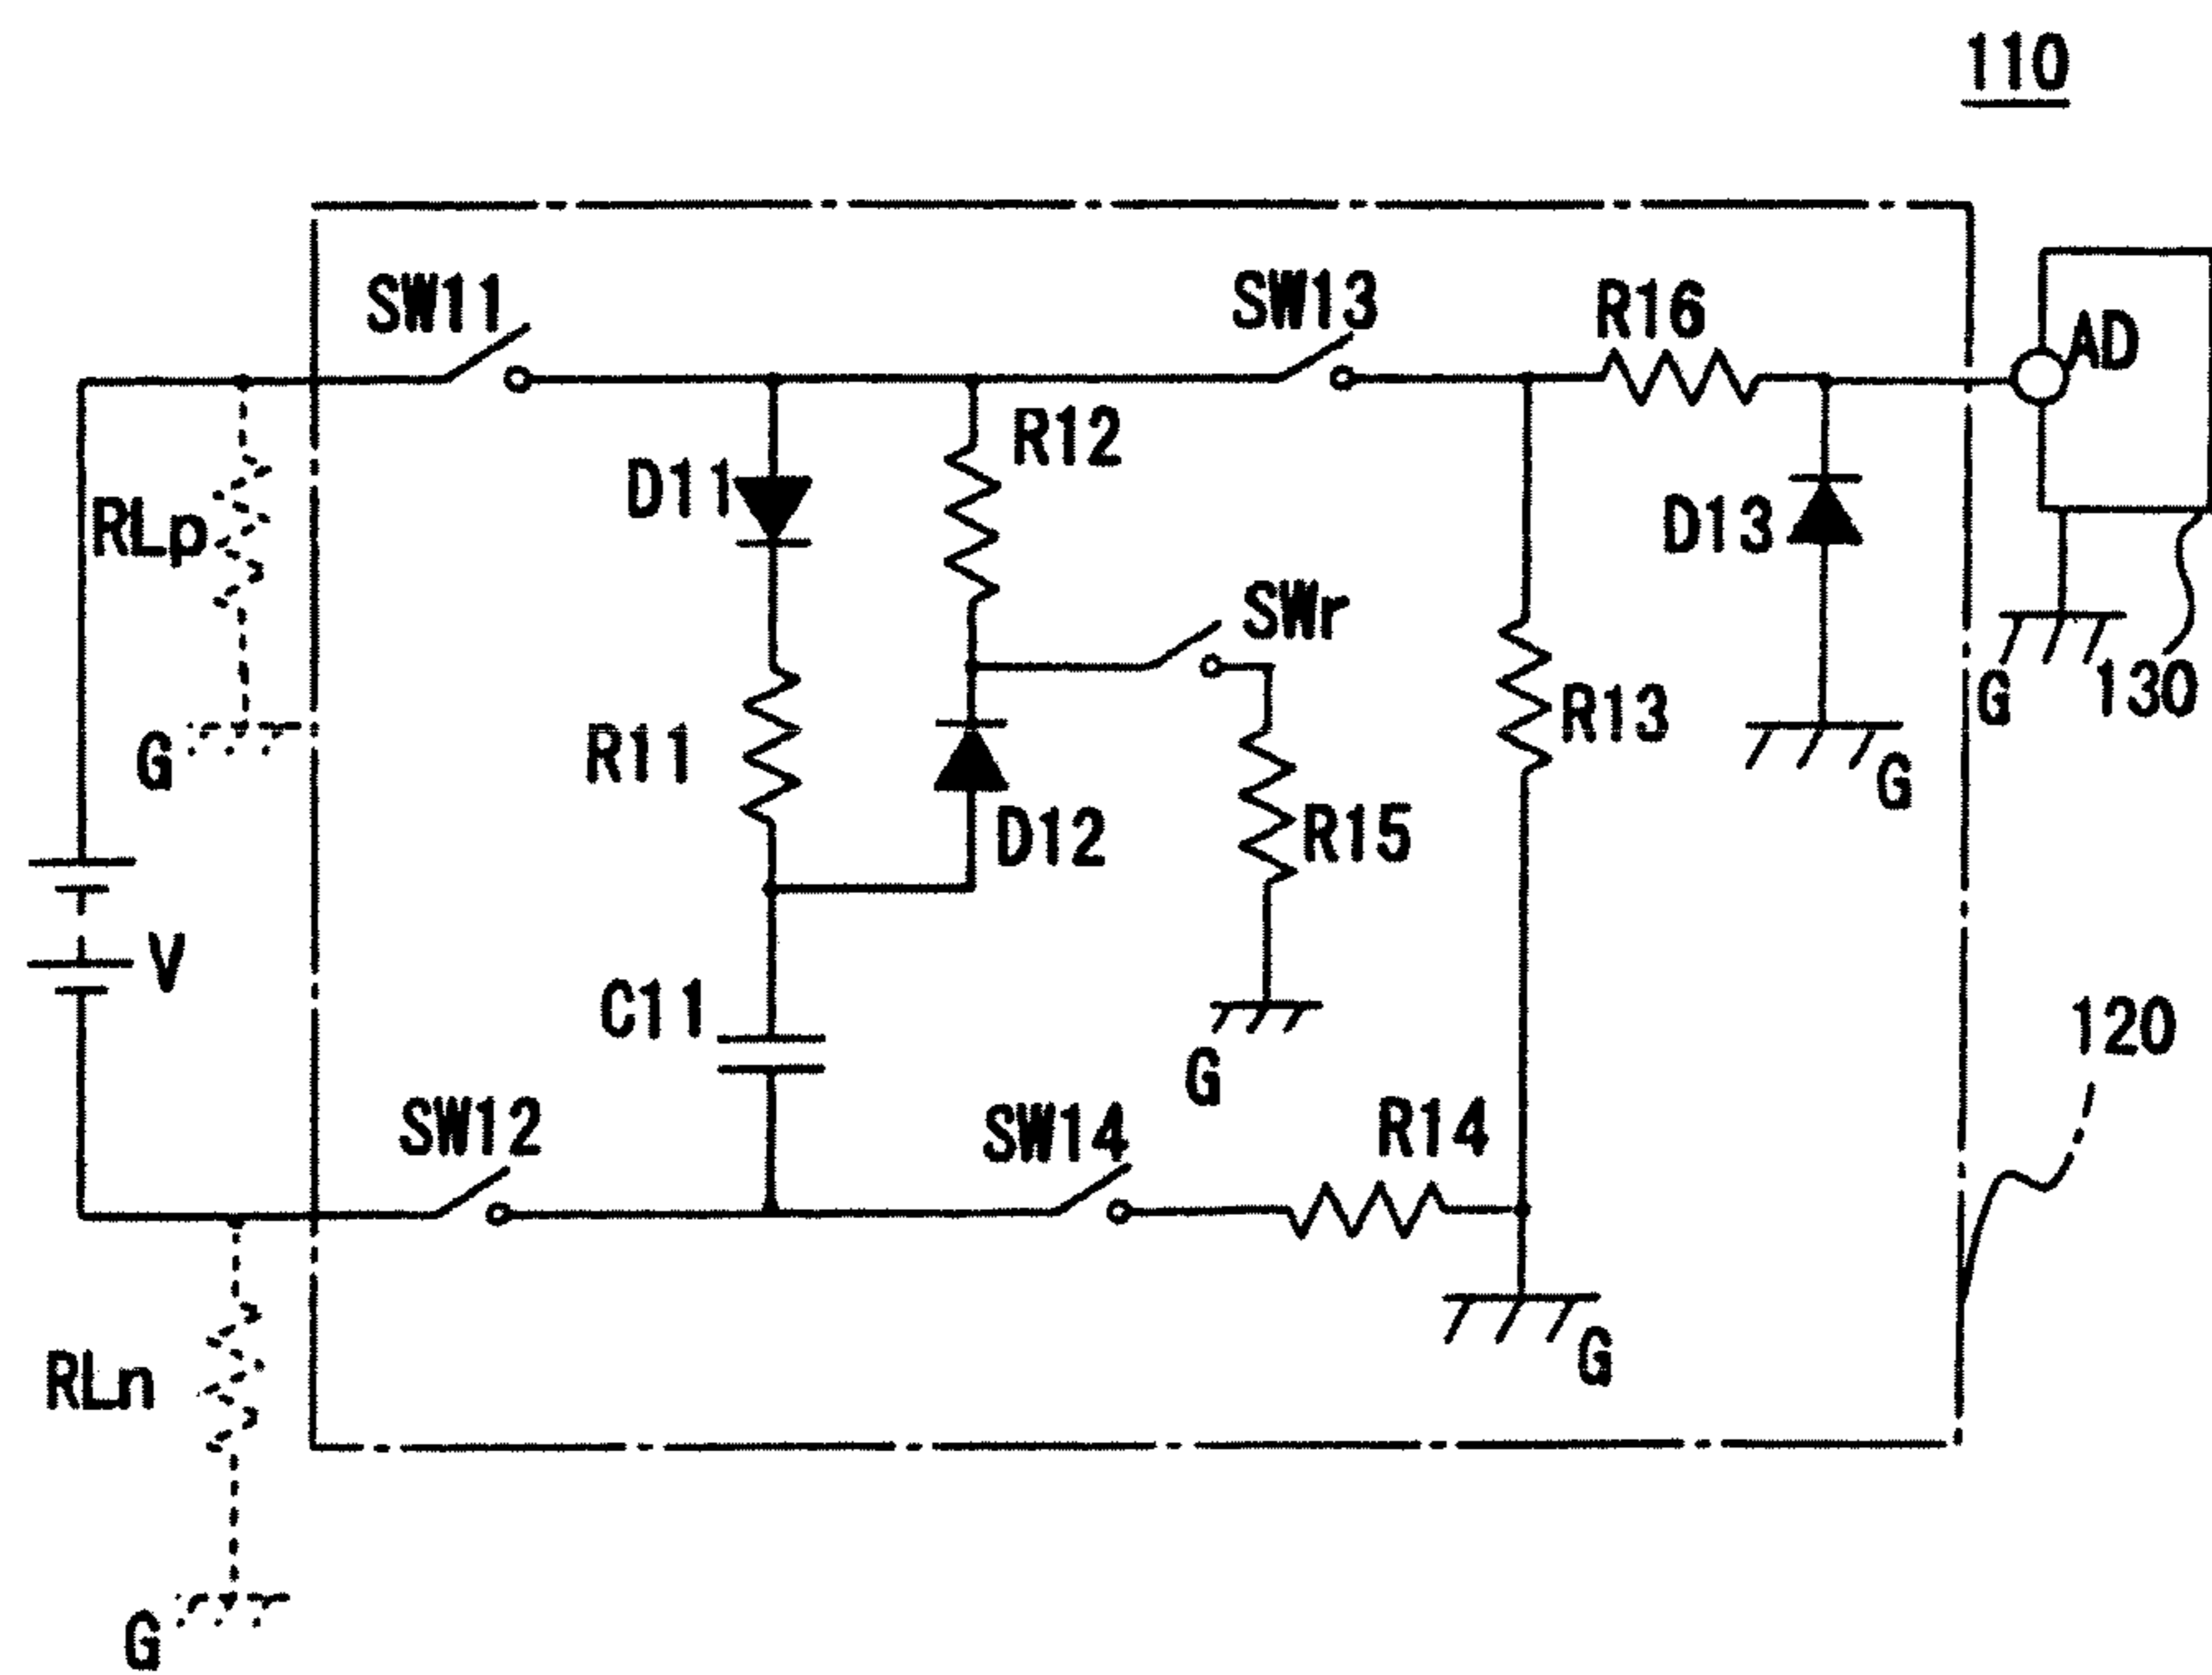 110
SW11
SW13
R16
AD
R12
D11
RLp
D13
SWr
G
130
R13
G
R11
G
D12
R15
V
C11
120
G
SW12
SW14
R14
G
RLn
G